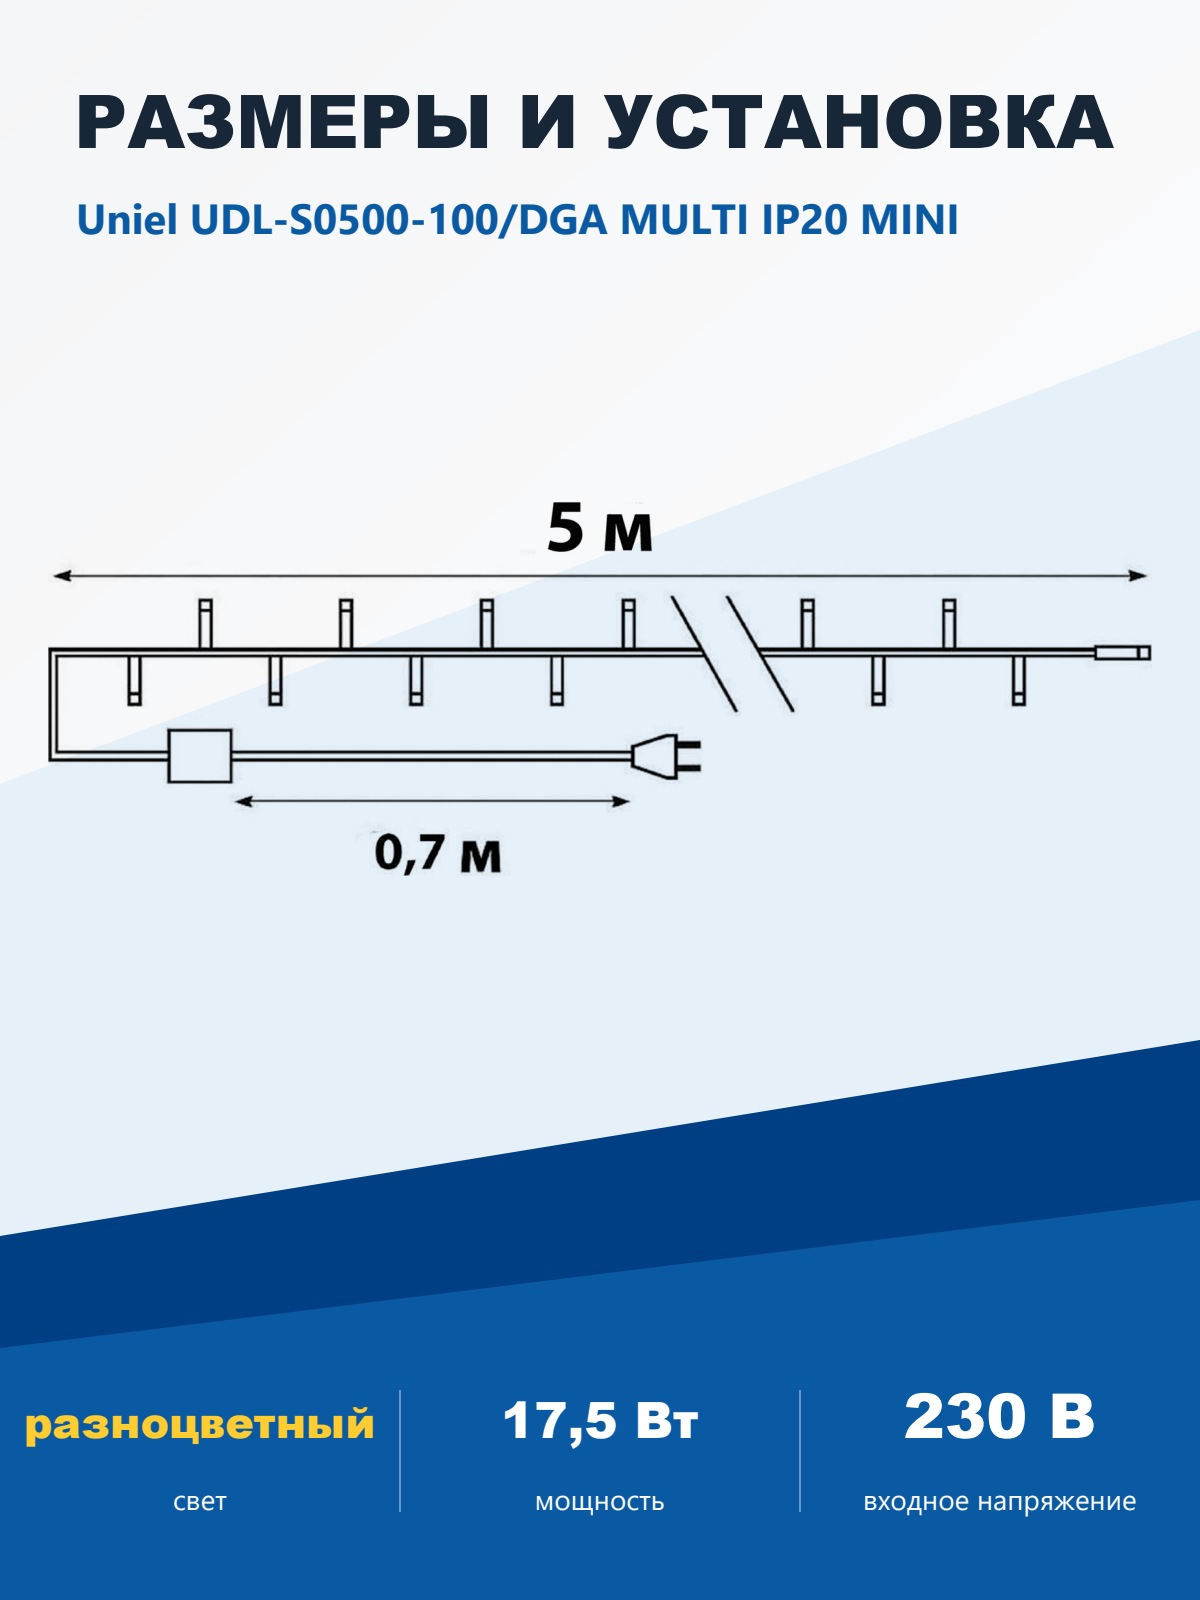 РАЗМЕРЫ И УСТАНОВКА
Uniel UDL-S0500-100/DGA MULTI IP20 MINI
5 м
0,7 м
разноцветный
свет
17,5 Вт
мощность
230 В
входное напряжение